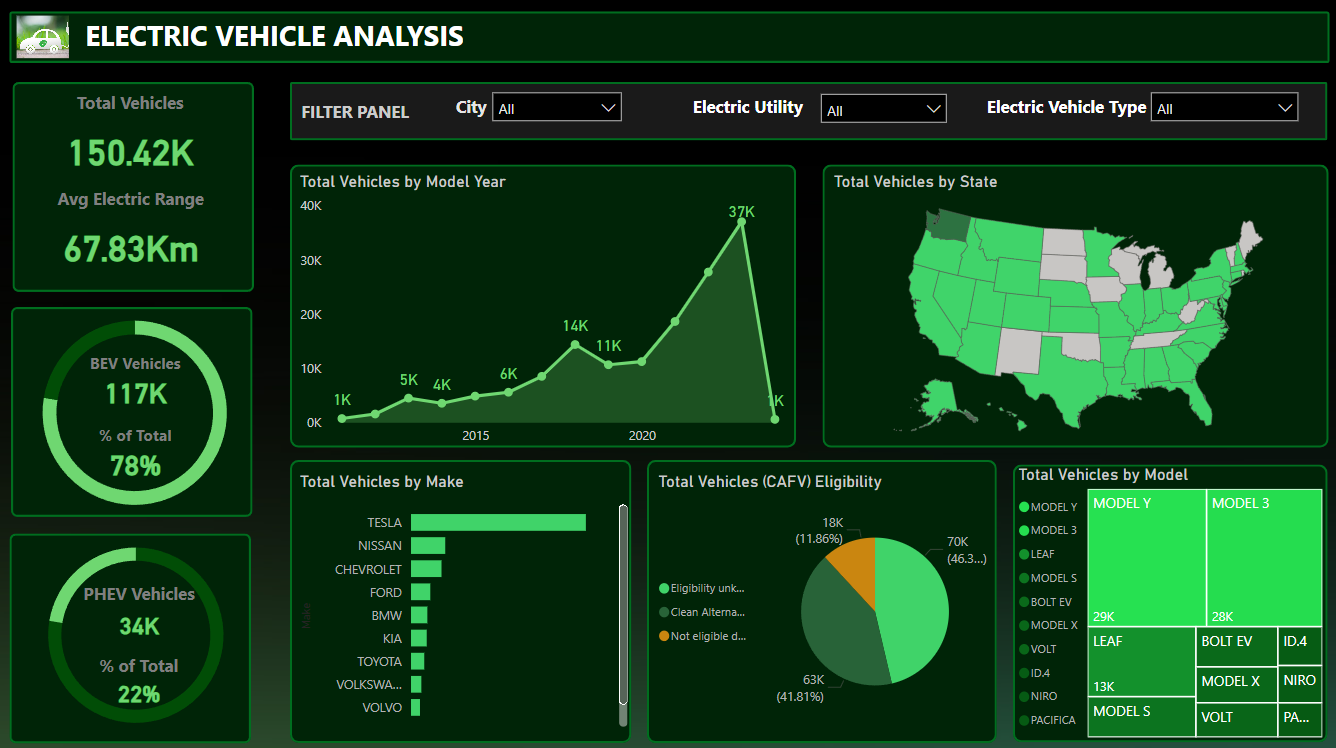 ELECTRIC VEHICLE ANALYSIS
Total Vehicles
150.42K
Avg Electric Range
67.83Km
FILTER PANEL
City
All
Electric Utility
All
Electric Vehicle Type
All
BEV Vehicles
117K
% of Total
78%
PHEV Vehicles
34K
% of Total
22%
Total Vehicles by Model Year
40K
30K
20K
10K
0K
1K
5K
4K
6K
14K
11K
37K
1K
2015
2020
Total Vehicles by State
Total Vehicles by Make
Make
TESLA
NISSAN
CHEVROLET
FORD
BMW
KIA
TOYOTA
VOLKSWA...
VOLVO
Total Vehicles (CAFV) Eligibility
Eligibility unk...
Clean Alterna...
Not eligible d...
18K
(11.86%)
70K
(46.3...)
63K
(41.81%)
Total Vehicles by Model
MODEL Y
MODEL 3
LEAF
MODEL S
BOLT EV
MODEL X
VOLT
ID.4
NIRO
PACIFICA
MODEL Y
29K
MODEL 3
28K
LEAF
13K
MODEL S
BOLT EV
MODEL X
VOLT
ID.4
NIRO
PA...